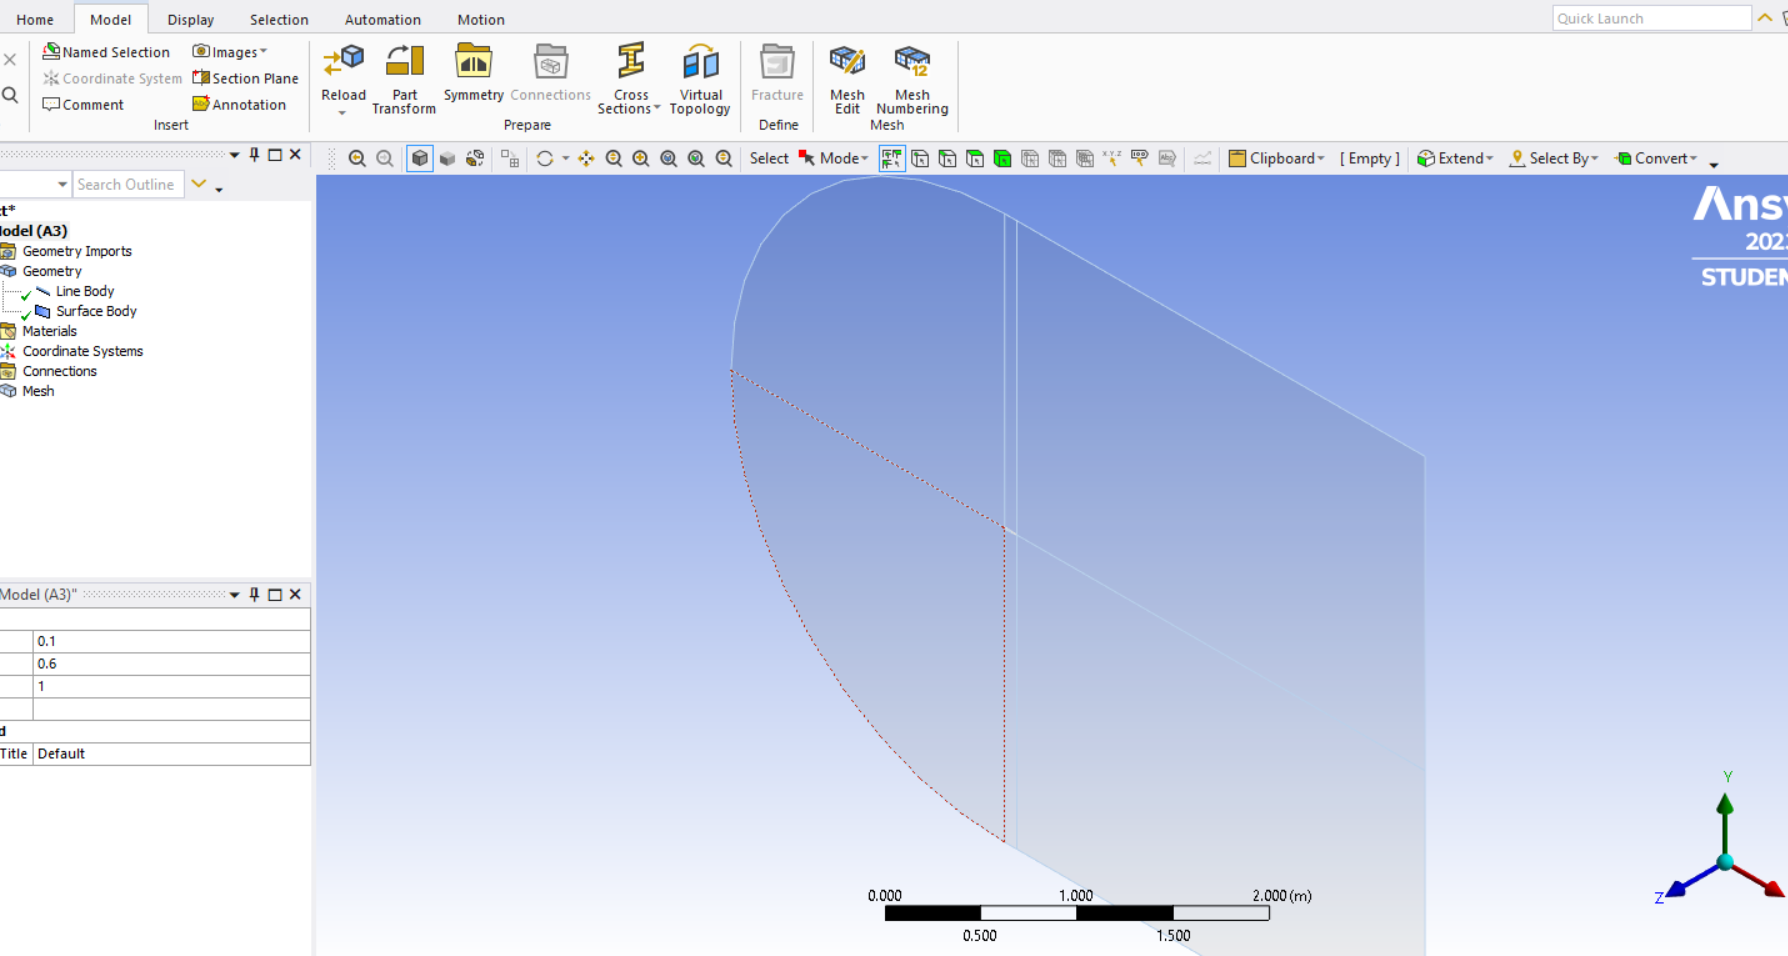 Home Model Display Selection Automation Motion Quick Launch
Named Selection Images
Coordinate System Section Plane
Comment Annotation
Insert
Reload Part Transform Symmetry Connections Cross Sections Virtual Topology
Prepare
Fracture
Define
Mesh Edit Mesh Numbering
12
Mesh
Select Mode Clipboard [ Empty ] Extend Select By Convert
Search Outline
t*
odel (A3)
Geometry Imports
Geometry
Line Body
Surface Body
Materials
Coordinate Systems
Connections
Mesh
Model (A3)"
0.1
0.6
1
d
Title Default
Ansy
202
STUDEN
0.000 1.000 2.000 (m)
0.500 1.500
Y
Z